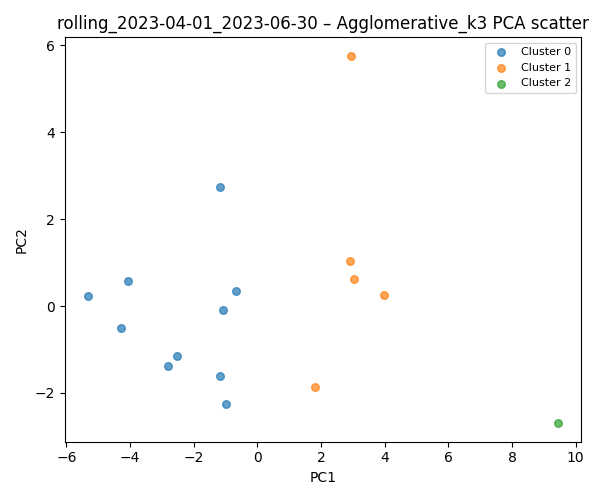 rolling_2023-04-01_2023-06-30 – Agglomerative_k3 PCA scatter
Cluster 0
Cluster 1
Cluster 2
PC2
6
4
2
0
−2
−6
−4
−2
0
2
4
6
8
10
PC1